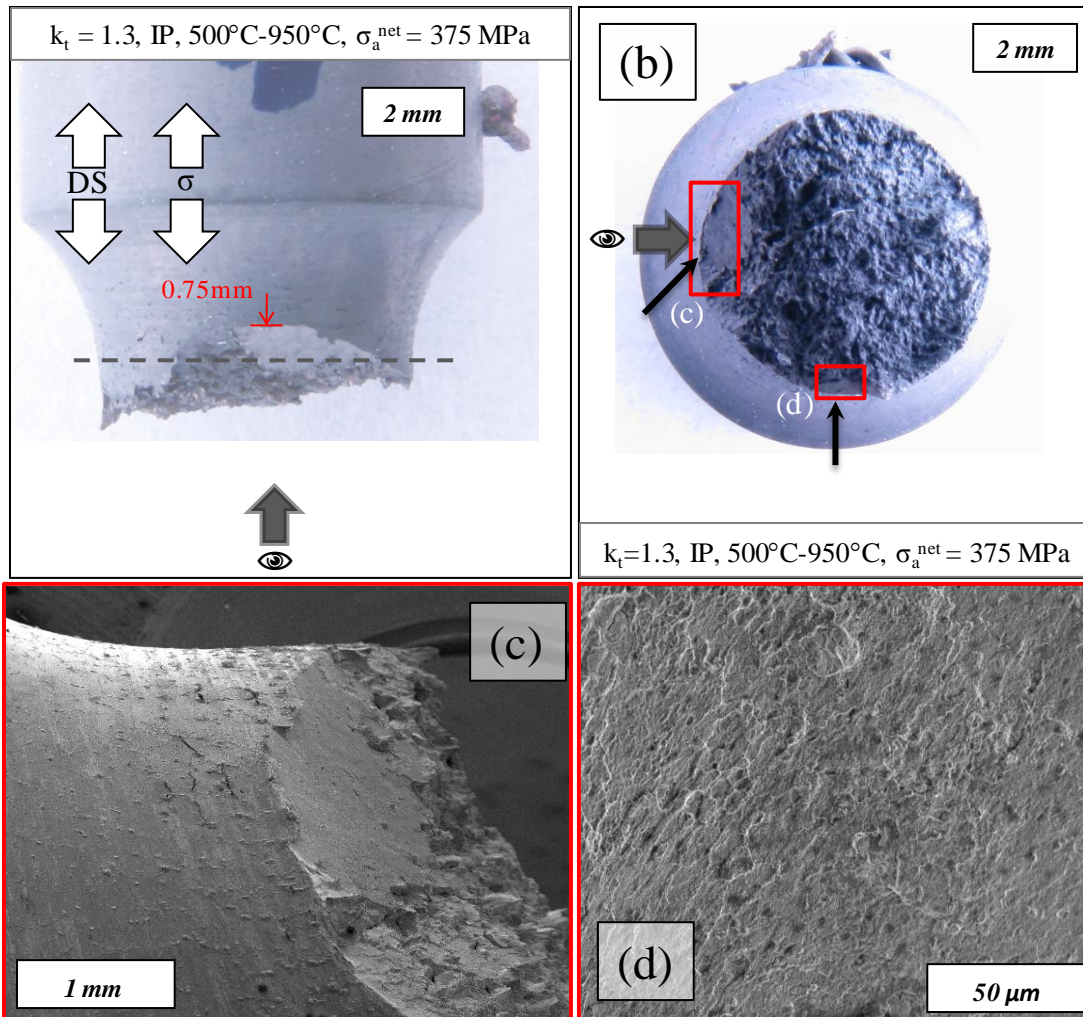 kₜ = 1.3, IP, 500°C-950°C, σₐⁿᵉᵗ = 375 MPa
2 mm
DS
σ
0.75mm
(b)
2 mm
(c)
(d)
kₜ=1.3, IP, 500°C-950°C, σₐⁿᵉᵗ = 375 MPa
(c)
1 mm
(d)
50 µm